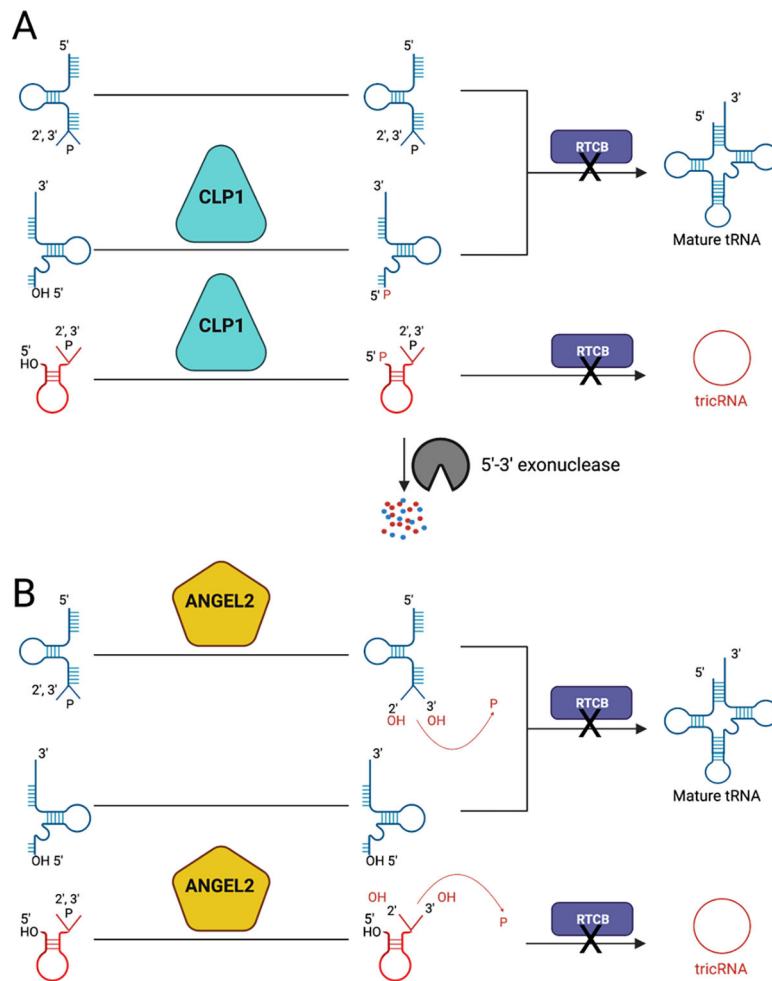 A
5'
5'
3'
5'
2', 3'
P
2', 3'
P
RTCB
X
Mature tRNA
3'
CLP1
3'
OH 5'
5' P
2', 3'
P
5'
HO
CLP1
2', 3'
P
5' P
RTCB
X
tricRNA
5'-3' exonuclease
B
5'
ANGEL2
5'
3'
5'
2', 3'
P
2'
OH
3'
OH
P
RTCB
X
Mature tRNA
3'
3'
OH 5'
OH 5'
2', 3'
P
5'
HO
ANGEL2
OH
2'
3'
OH
5'
HO
P
RTCB
X
tricRNA